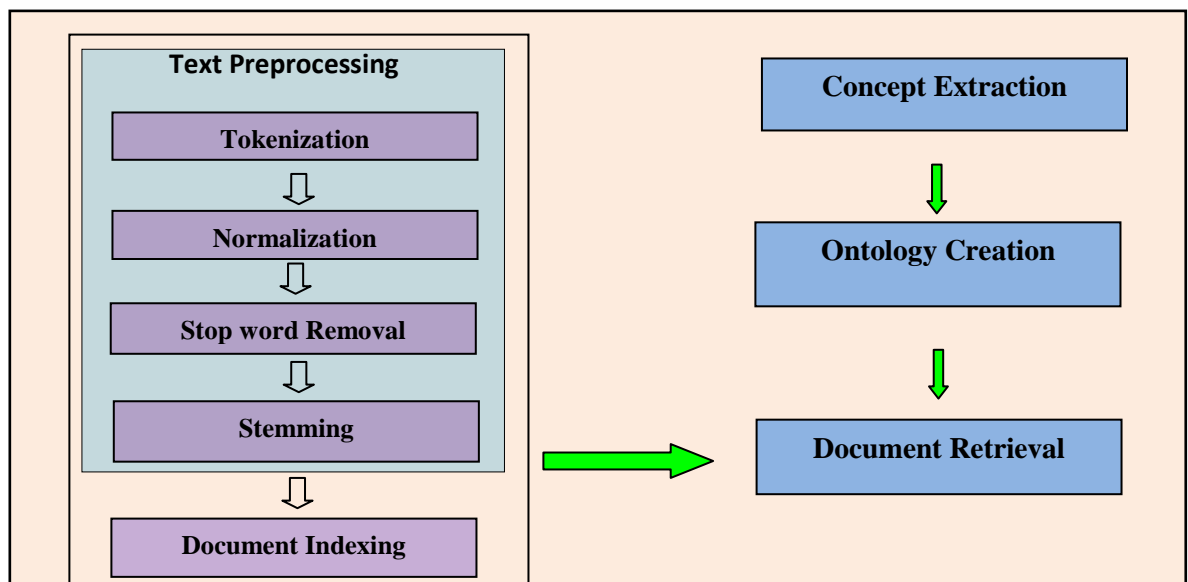 Text Preprocessing
Tokenization
Normalization
Stop word Removal
Stemming
Document Indexing
Concept Extraction
Ontology Creation
Document Retrieval